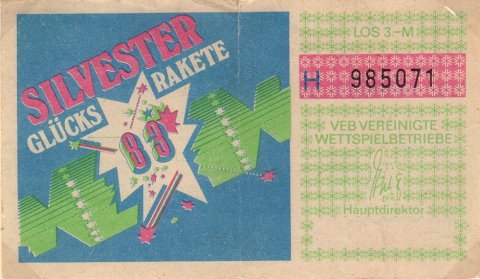 SILVESTER
GLÜCKS RAKETE
83
LOS 3.-M
H 985071
VEB VEREINIGTE
WETTSPIELBETRIEBE
Hauptdirektor